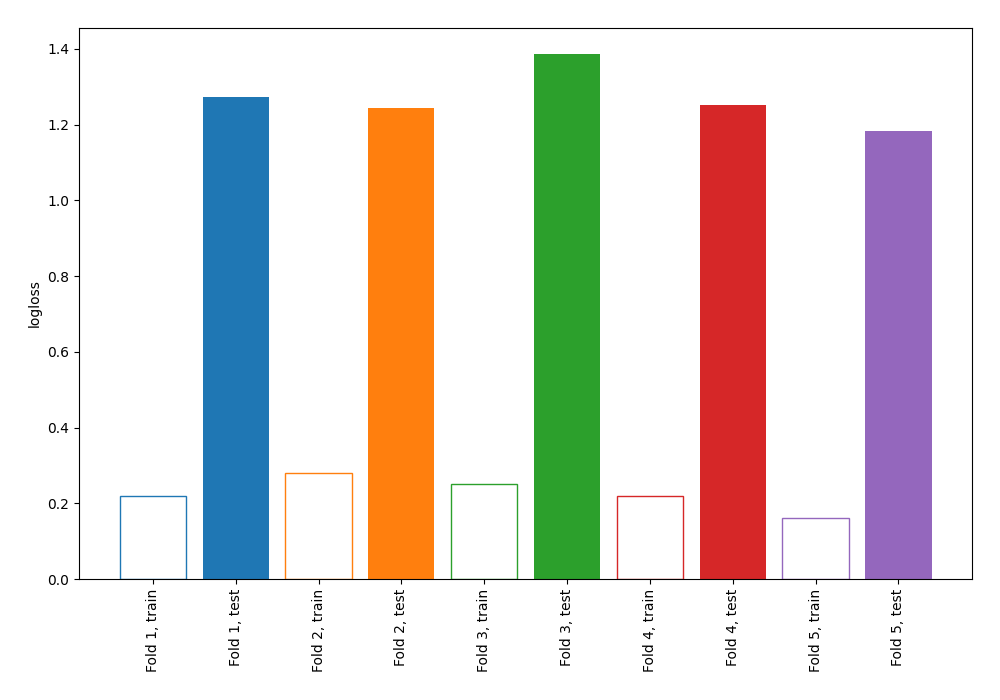 logloss
1.4
1.2
1.0
0.8
0.6
0.4
0.2
0.0
Fold 1, train
Fold 1, test
Fold 2, train
Fold 2, test
Fold 3, train
Fold 3, test
Fold 4, train
Fold 4, test
Fold 5, train
Fold 5, test